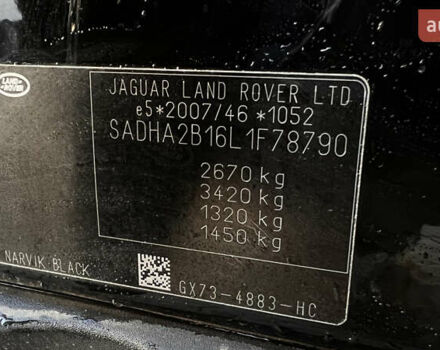 LAND
ROVER
JAGUAR LAND ROVER LTD
e5*2007/46 *1052
SADHA2B16L1F78790
2670 kg
3420 kg
1320 kg
1450 kg
NARVIK BLACK
GX73-4883-HC